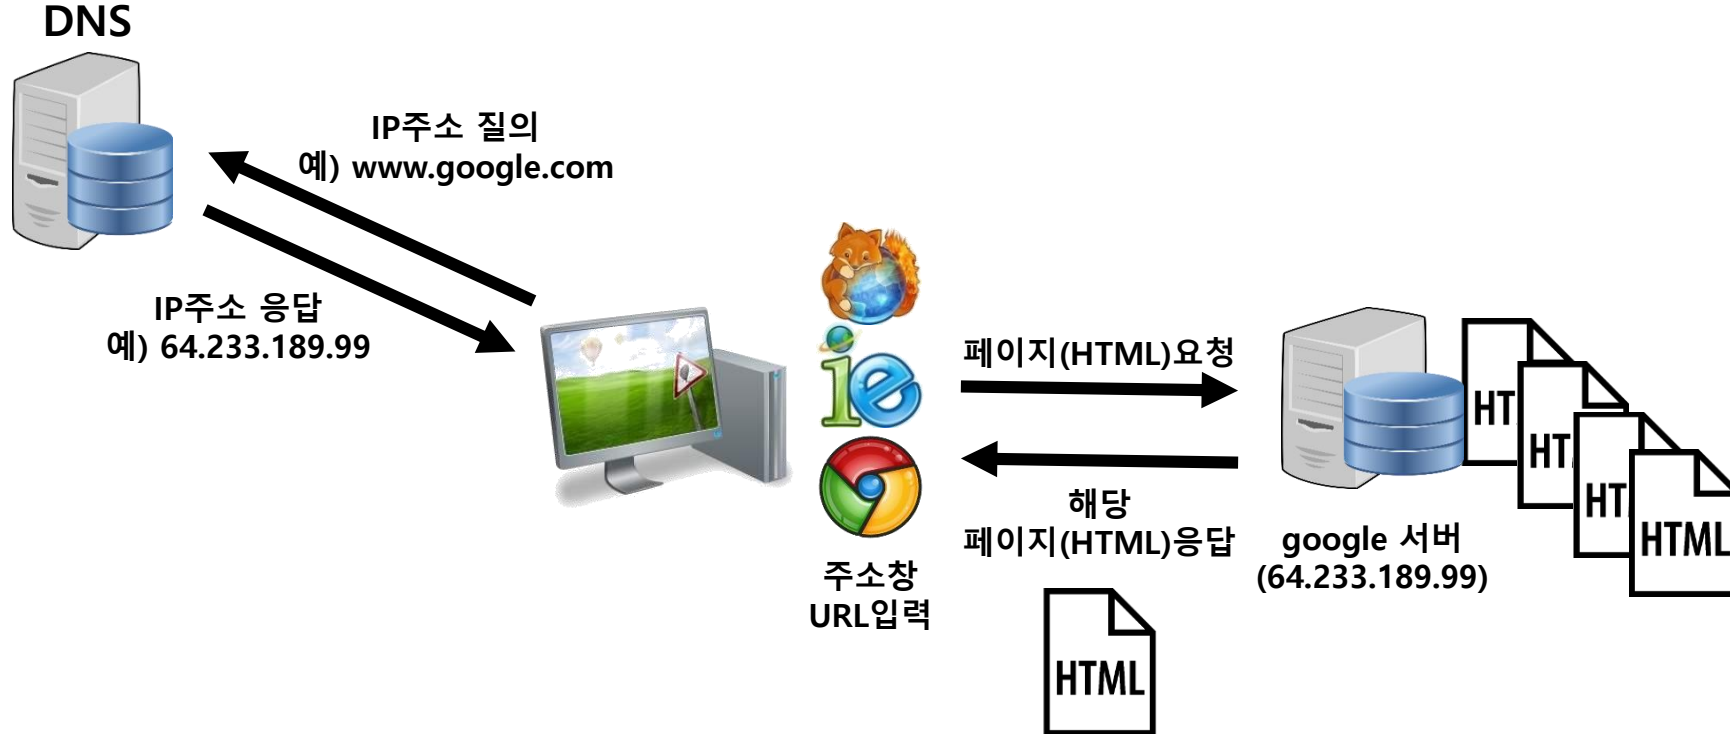 DNS
IP주소 질의
예) www.google.com
IP주소 응답
예) 64.233.189.99
ie
주소창
URL입력
페이지(HTML)요청
해당
페이지(HTML)응답
HTML
google 서버
(64.233.189.99)
HT
HT
HT
HTML